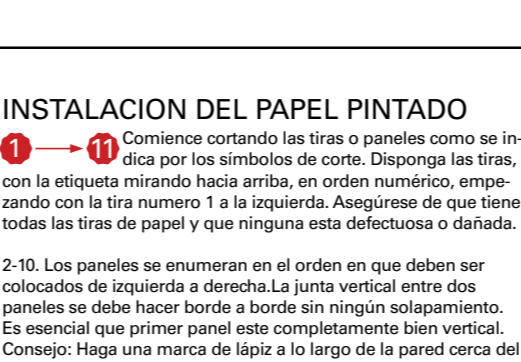 INSTALACION DEL PAPEL PINTADO
1 11 Comience cortando las tiras o paneles como se in-
dica por los símbolos de corte. Disponga las tiras,
con la etiqueta mirando hacia arriba, en orden numérico, empe-
zando con la tira numero 1 a la izquierda. Asegúrese de que tiene
todas las tiras de papel y que ninguna esta defectuosa o dañada.
2-10. Los paneles se enumeran en el orden en que deben ser
colocados de izquierda a derecha.La junta vertical entre dos
paneles se debe hacer borde a borde sin ningún solapamiento.
Es esencial que primer panel este completamente bien vertical.
Consejo: Haga una marca de lápiz a lo largo de la pared cerca del